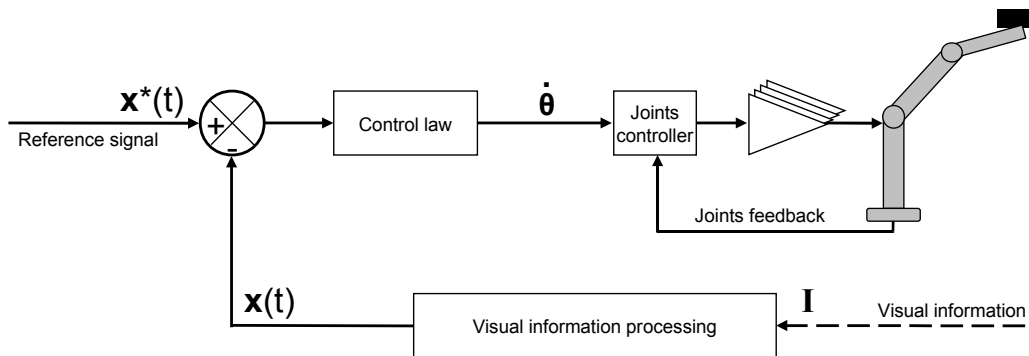 x*(t)
Reference signal
+
-
Control law
θ̇
Joints
controller
Joints feedback
x(t)
Visual information processing
I
Visual information